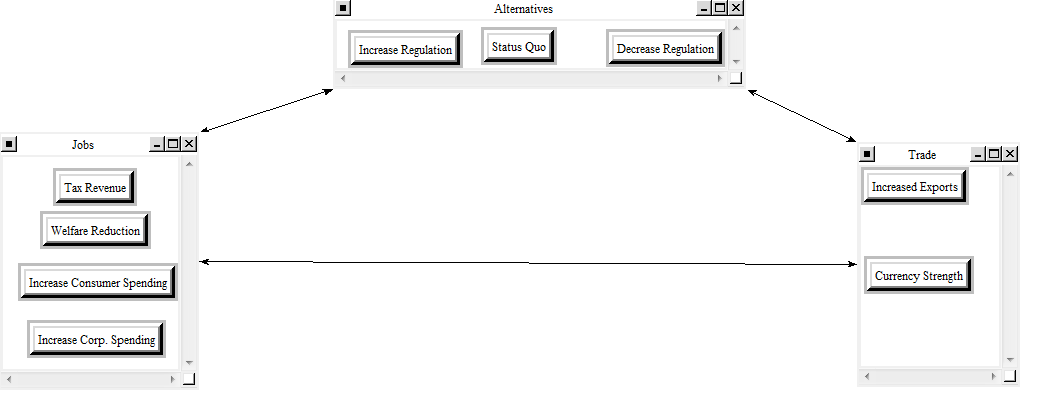 Alternatives
Increase Regulation
Status Quo
Decrease Regulation
Jobs
Tax Revenue
Welfare Reduction
Increase Consumer Spending
Increase Corp. Spending
Trade
Increased Exports
Currency Strength